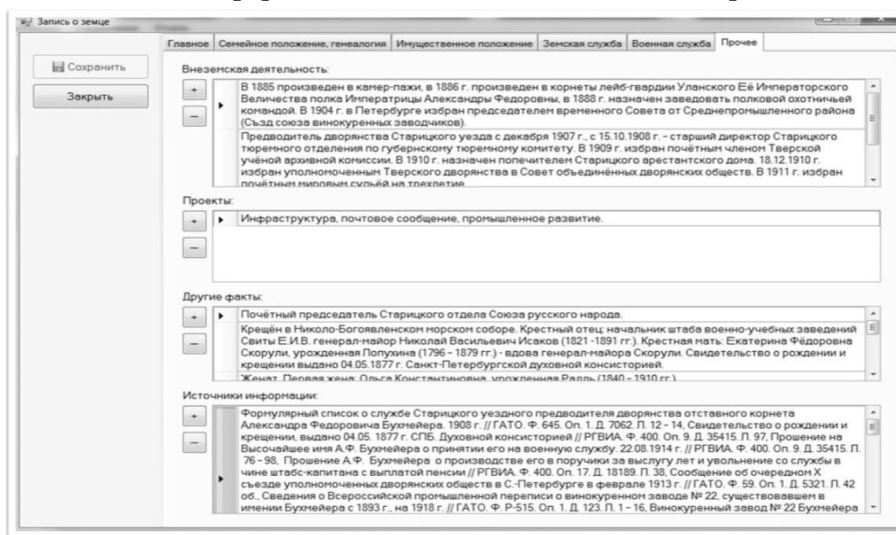 Запись о земце
Главное Семейное положение, генеалогия Имущественное положение Земская служба Военная служба Прочее
Сохранить
Закрыть
Внеземская деятельность:
+
−
В 1885 произведен в камер-пажи, в 1886 г. произведен в корнеты лейб-гвардии Уланского Её Императорского
Величества полка Императрицы Александры Федоровны, в 1888 г. назначен заведовать полковой охотничьей
командой. В 1904 г. в Петербурге избран председателем временного Совета от Среднепромышленного района
(Съезд союза винокуренных заводчиков).
Предводитель дворянства Старицкого уезда с декабря 1907 г., с 15.10.1908 г. - старший директор Старицкого
тюремного отделения по губернскому тюремному комитету. В 1909 г. избран почётным членом Тверской
учёной архивной комиссии. В 1910 г. назначен попечителем Старицкого арестантского дома. 18.12.1910 г.
избран уполномоченным Тверского дворянства в Совет объединённых дворянских обществ. В 1911 г. избран
почётным мировым судьёй на трехлетие
Проекты:
+
−
Инфраструктура, почтовое сообщение, промышленное развитие.
Другие факты:
+
−
Почётный председатель Старицкого отдела Союза русского народа.
Крещён в Николо-Богоявленском морском соборе. Крестный отец: начальник штаба военно-учебных заведений
Свиты Е.И.В. генерал-майор Николай Васильевич Исаков (1821 -1891 гг.). Крестная мать: Екатерина Фёдоровна
Скорули, урожденная Лопухина (1796 - 1879 гг.) - вдова генерал-майора Скорули. Свидетельство о рождении и
крещении выдано 04.05.1877 г. Санкт-Петербургской духовной консисторией.
Женат. Первая жена: Ольга Константиновна, урожденная Ралль (1840 - 1910 гг.)
Источники информации:
+
−
Формулярный список о службе Старицкого уездного предводителя дворянства отставного корнета
Александра Федоровича Бухмейера. 1908 г. // ГАТО. Ф. 645. Оп. 1. Д. 7062. Л. 12 - 14, Свидетельство о рождении и
крещении, выдано 04.05. 1877 г. СПБ. Духовной консисторией // РГВИА. Ф. 400. Оп. 9. Д. 35415. Л. 97, Прошение на
Высочайшее имя А.Ф. Бухмейера о принятии его на военную службу. 22.08.1914 г. // РГВИА. Ф. 400. Оп. 9. Д. 35415. Л.
76 - 98, Прошение А.Ф. Бухмейера о производстве его в поручики за выслугу лет и увольнение со службы в
чине штабс-капитана с выплатой пенсии // РГВИА. Ф. 400. Оп. 17. Д. 18189. Л. 38, Сообщение об очередном X
съезде уполномоченных дворянских обществ в С.-Петербурге в феврале 1913 г. // ГАТО. Ф. 59. Оп. 1. Д. 5321. Л. 42
об., Сведения о Всероссийской промышленной переписи о винокуренном заводе № 22, существовавшем в
имении Бухмейера с 1893 г., на 1918 г. // ГАТО. Ф. Р-515. Оп. 1. Д. 123. Л. 1 - 16, Винокуренный завод № 22 Бухмейера